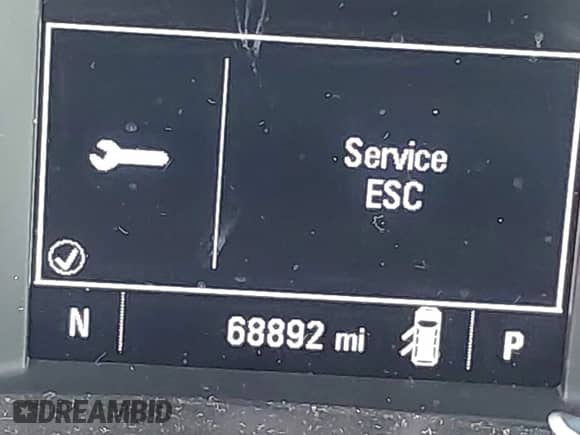 Service
ESC
N
68892 mi
P
DREAMBID